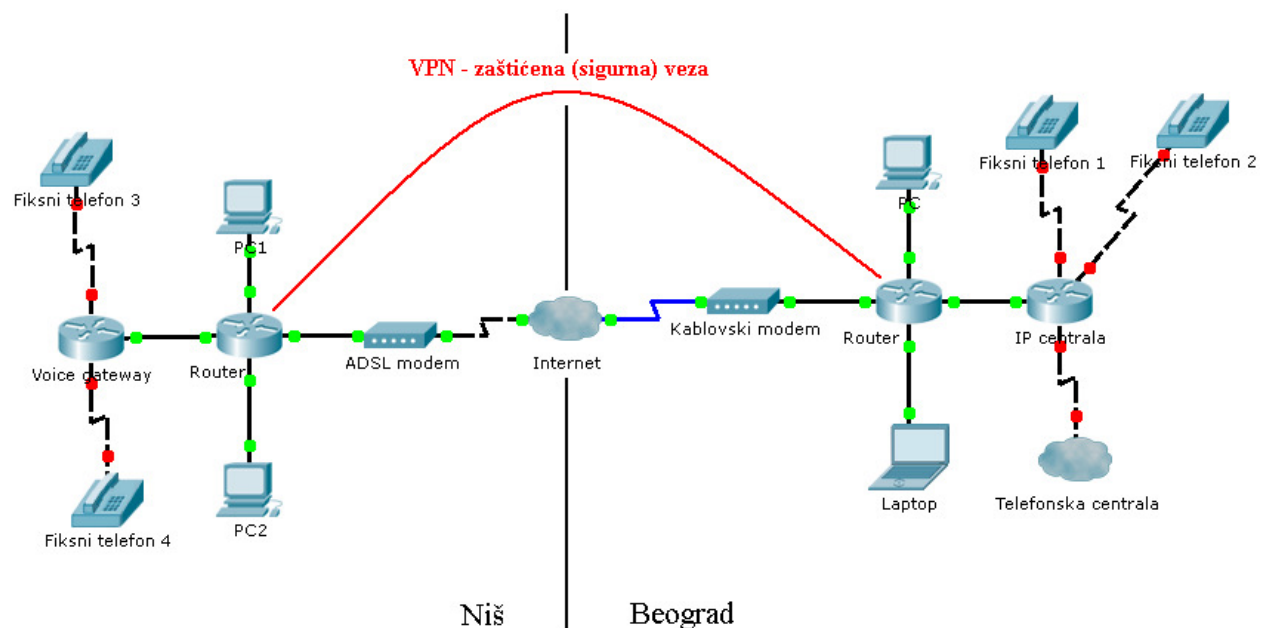 VPN - zaštićena (sigurna) veza
Fiksni telefon 3
PC1
Voice gateway
Router
ADSL modem
Fiksni telefon 4
PC2
Internet
Kablovski modem
PC
Fiksni telefon 1
Fiksni telefon 2
Router
IP centrala
Laptop
Telefonska centrala
Niš
Beograd